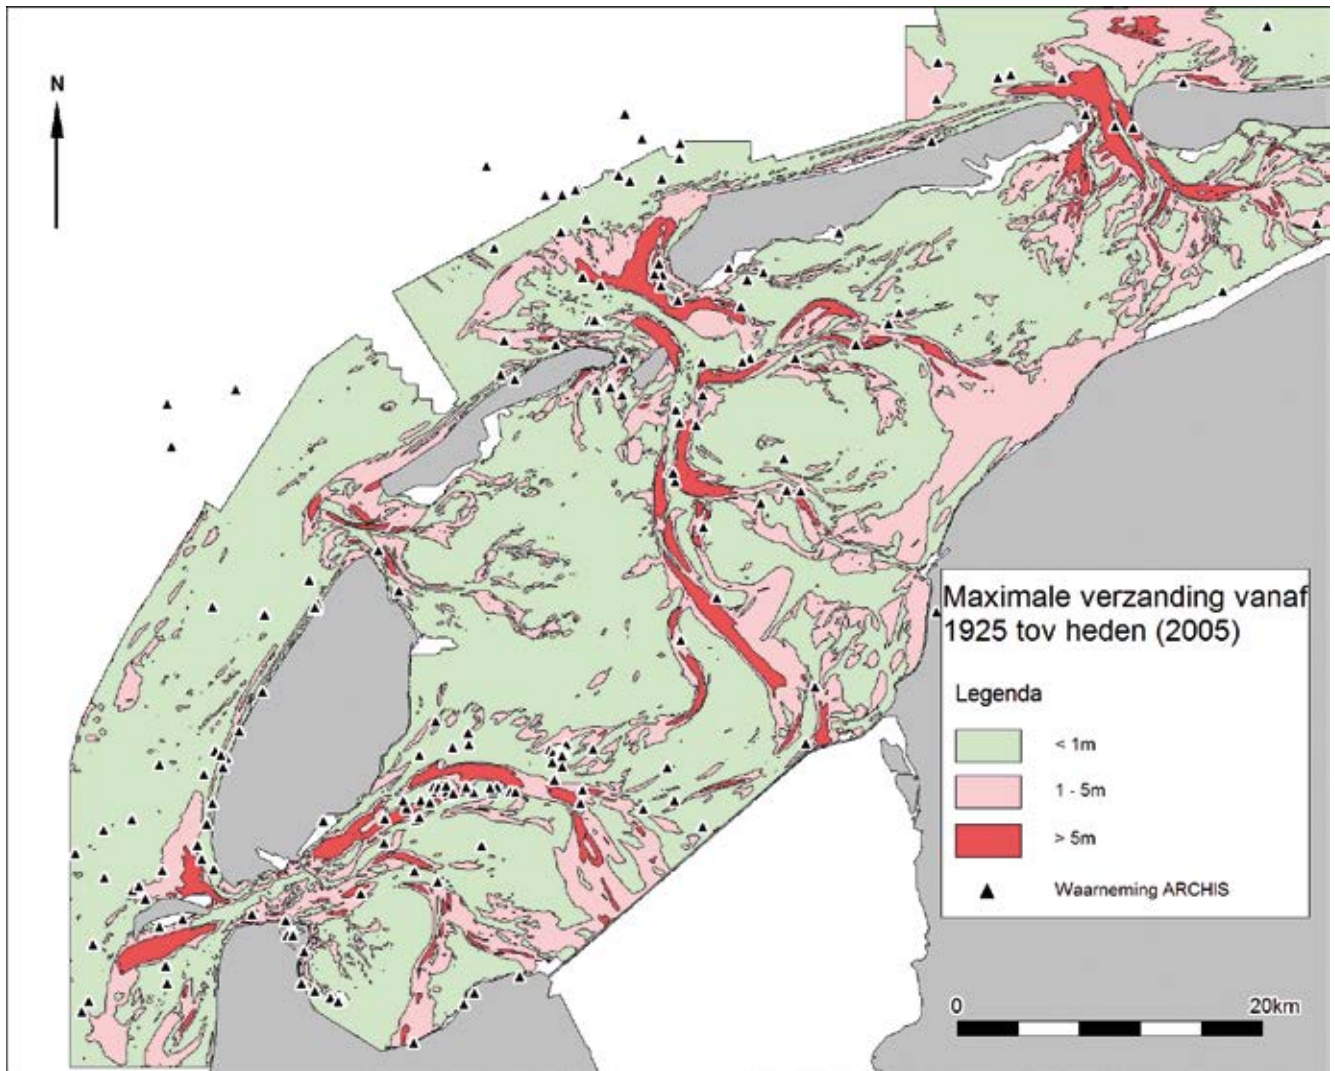 N
Maximale verzanding vanaf
1925 tov heden (2005)
Legenda
< 1m
1 - 5m
> 5m
Waarneming ARCHIS
0 20km